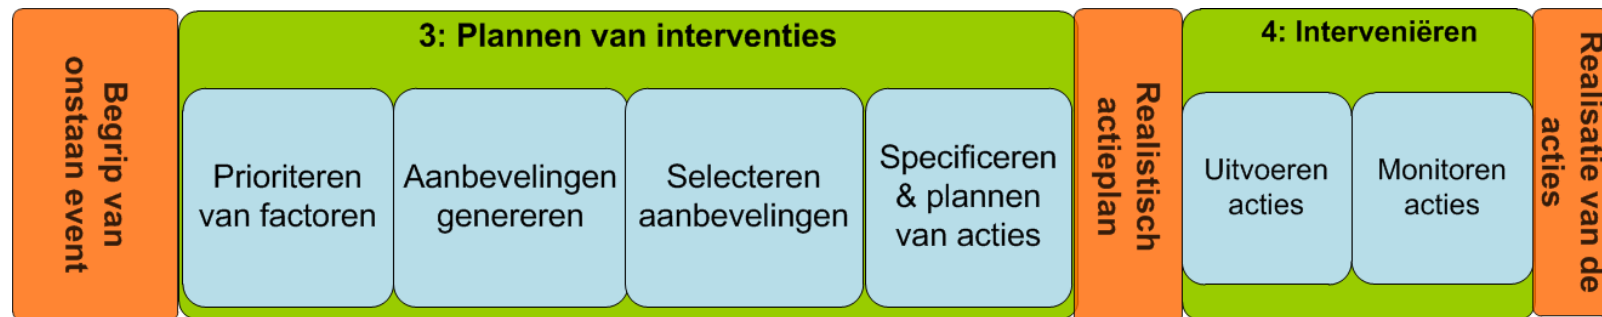 Begrip van
onstaan event
3: Plannen van interventies
Prioriteren
van factoren
Aanbevelingen
genereren
Selecteren
aanbevelingen
Specificeren
& plannen
van acties
Realistisch
actieplan
4: Interveniëren
Uitvoeren
acties
Monitoren
acties
Realisatie van de
acties